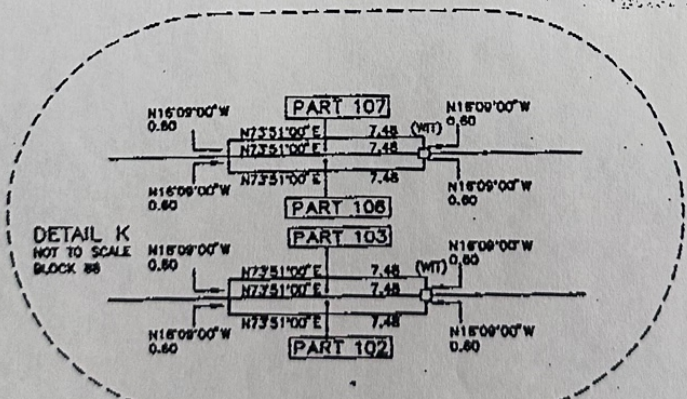 PART 107
N16°09'00"W
0.60
N16°09'00"W
0.60
N73°51'00"E 7.48 (WIT)
N73°51'00"E 7.48
N73°51'00"E 7.48
N16°09'00"W
0.60
N16°09'00"W
0.60
PART 106
DETAIL K
NOT TO SCALE
BLOCK 88
PART 103
N16°09'00"W
0.60
N16°09'00"W
0.60
N73°51'00"E 7.48 (WIT)
N73°51'00"E 7.48
N73°51'00"E 7.48
N16°09'00"W
0.60
N16°09'00"W
0.60
PART 102